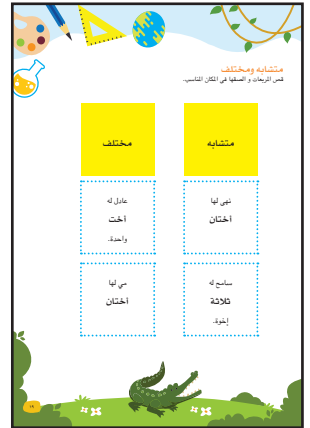 متشابه ومختلف
قص المربعات و الصقها في المكان المناسب.
متشابه
مختلف
نهى لها
أختان
عادل له
أخت
واحدة.
سامح له
ثلاثة
إخوة.
مي لها
أختان